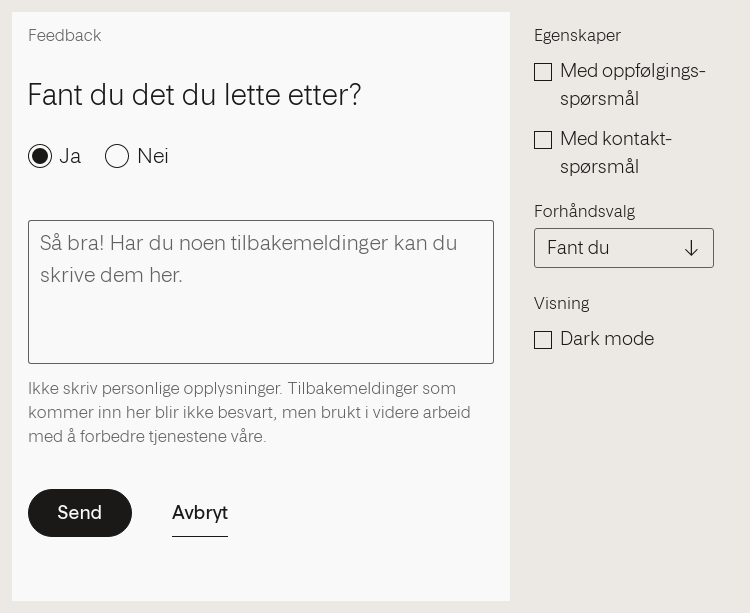 Feedback
Fant du det du lette etter?
Ja
Nei
Så bra! Har du noen tilbakemeldinger kan du
skrive dem her.
Ikke skriv personlige opplysninger. Tilbakemeldinger som
kommer inn her blir ikke besvart, men brukt i videre arbeid
med å forbedre tjenestene våre.
Send
Avbryt
Egenskaper
Med oppfølgings-
spørsmål
Med kontakt-
spørsmål
Forhåndsvalg
Fant du
Visning
Dark mode